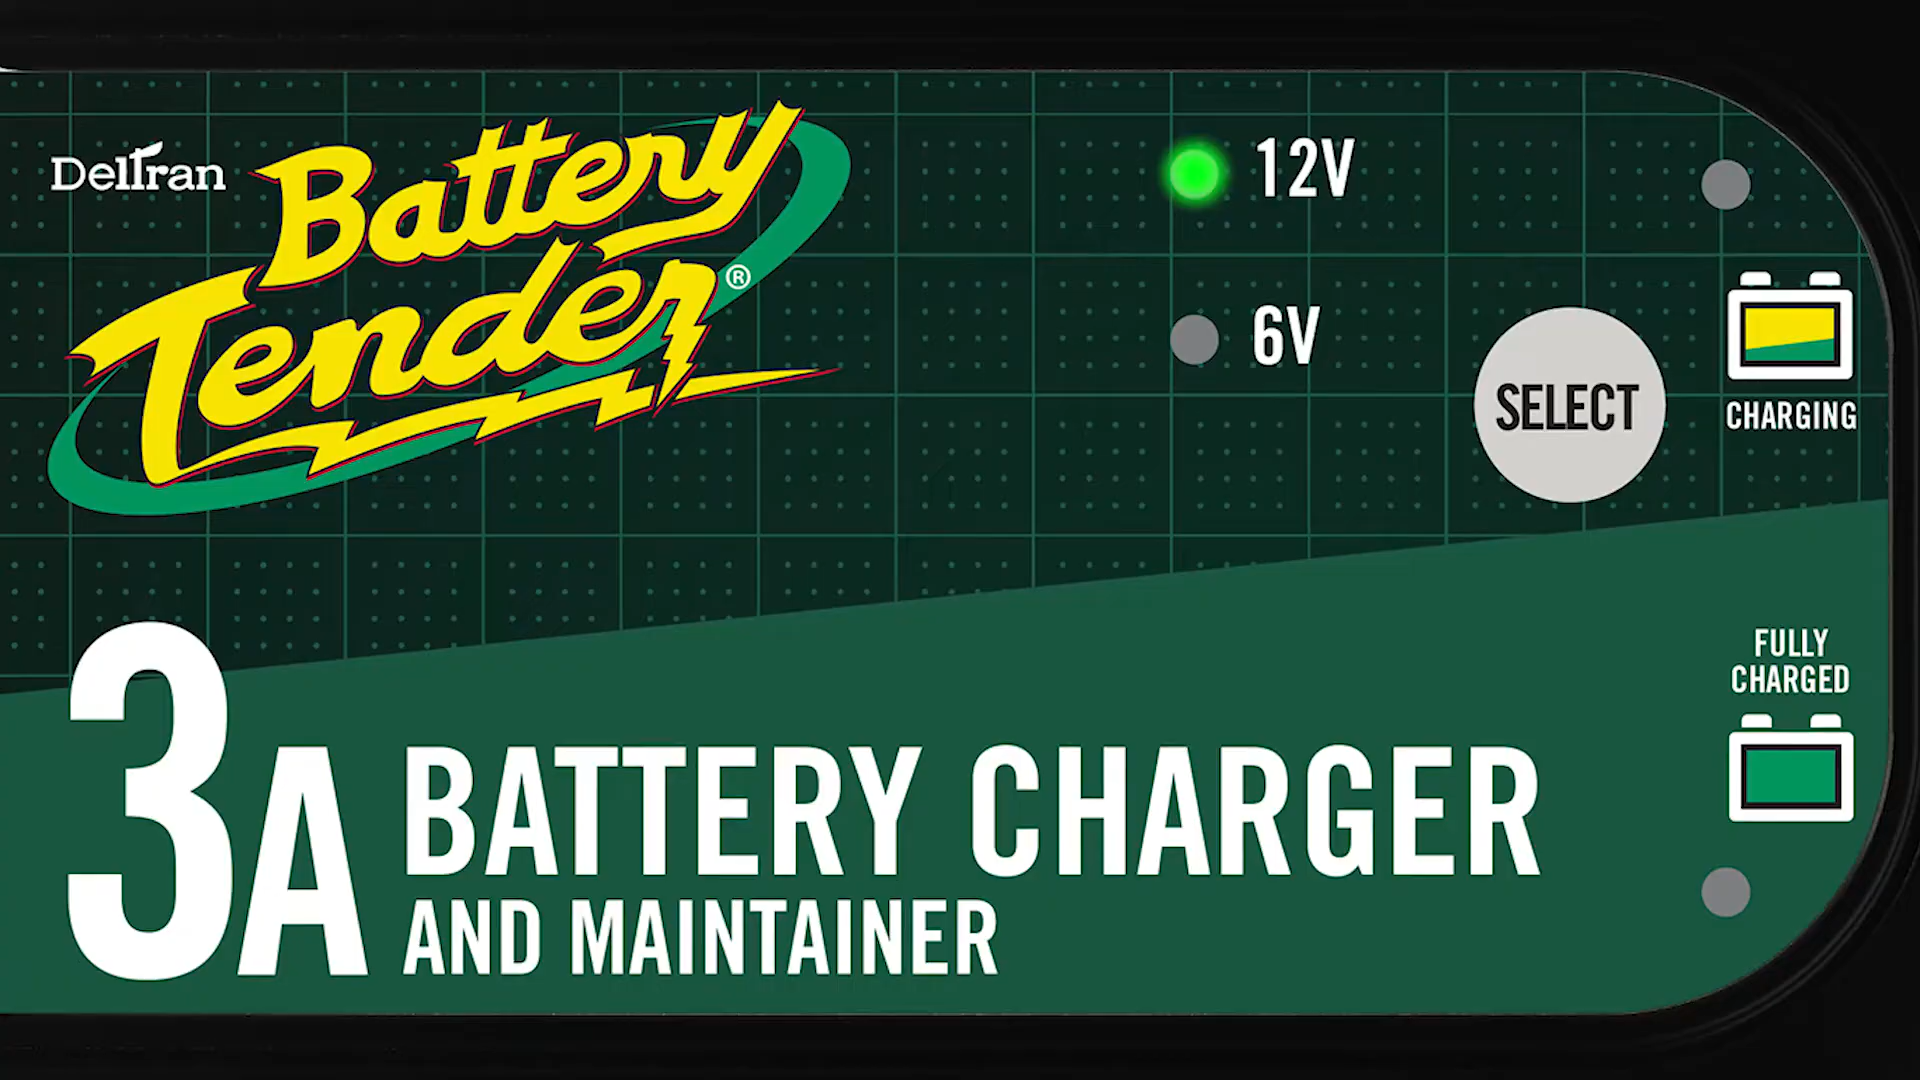 Deltran
Battery
Tender®
12V
6V
SELECT
CHARGING
FULLY
CHARGED
3A BATTERY CHARGER
AND MAINTAINER